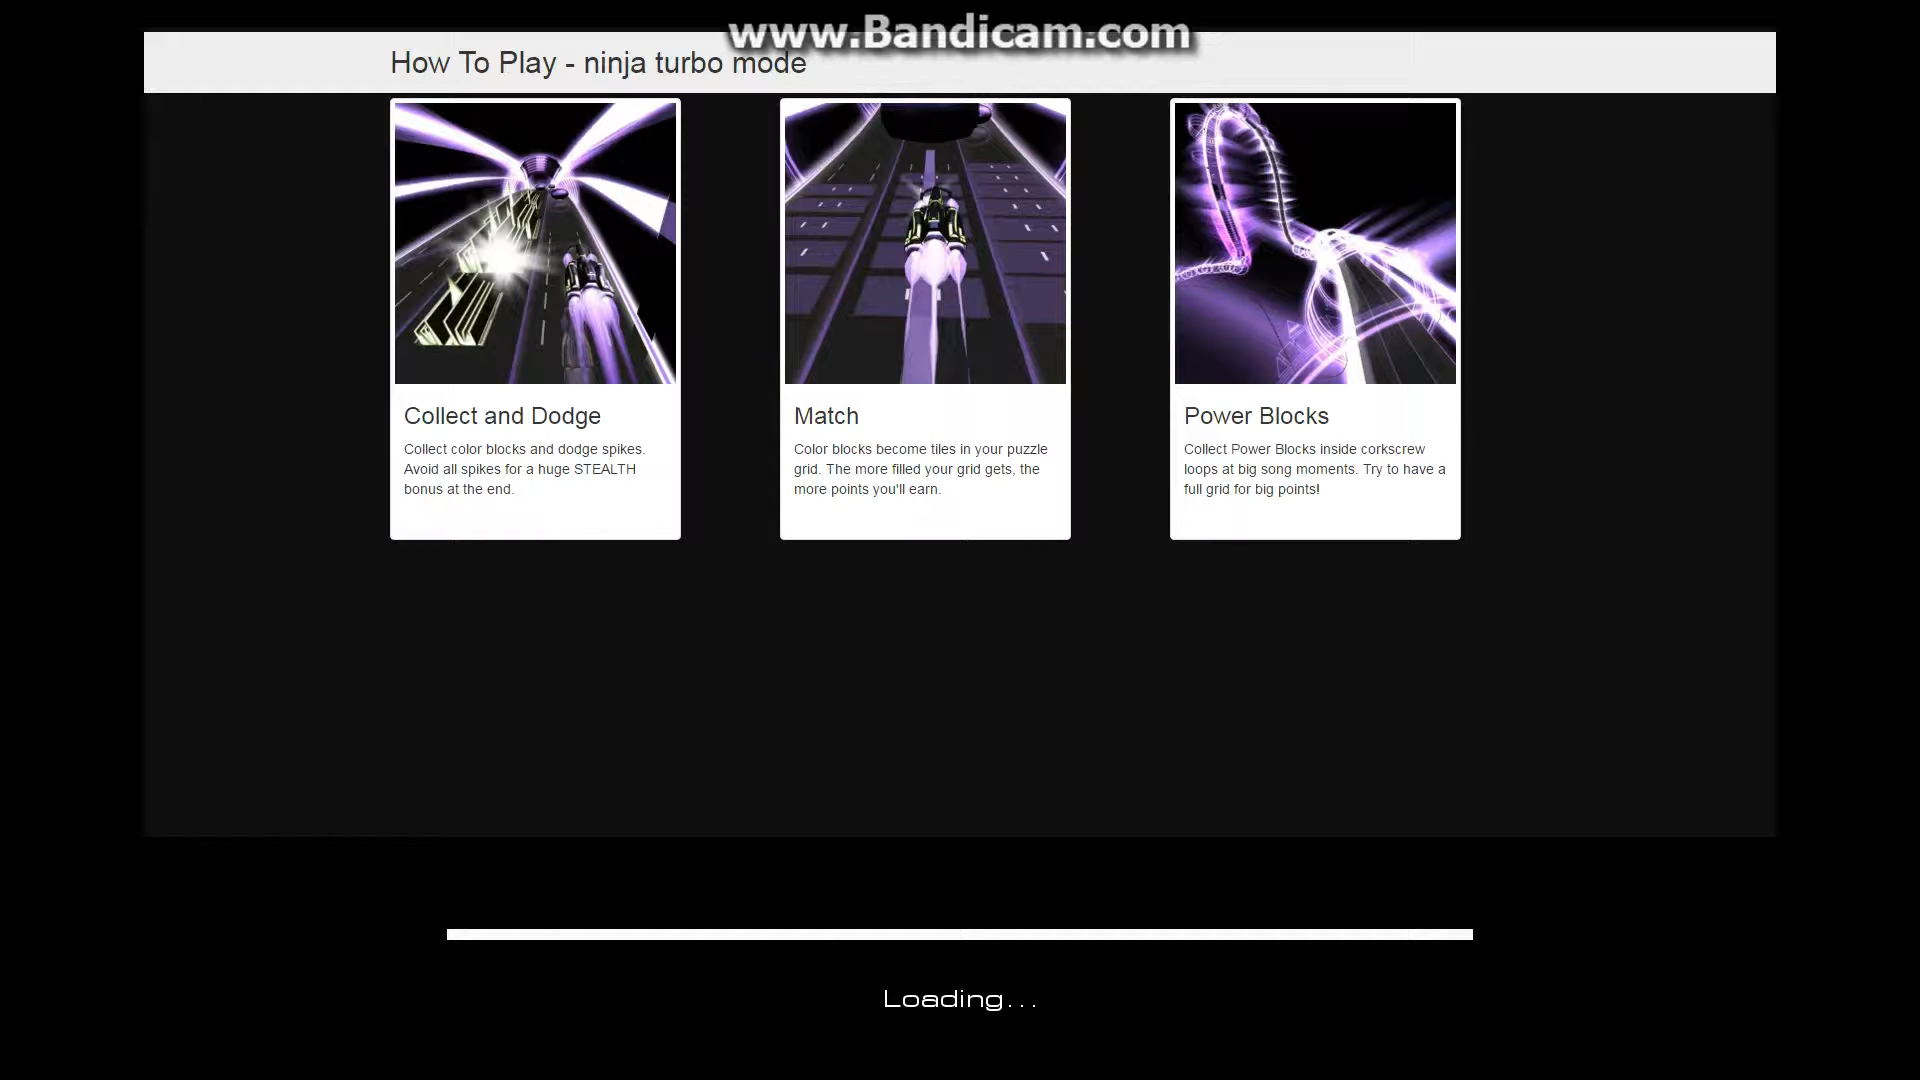 www.Bandicam.com
How To Play - ninja turbo mode
Collect and Dodge
Collect color blocks and dodge spikes.
Avoid all spikes for a huge STEALTH
bonus at the end.
Match
Color blocks become tiles in your puzzle
grid. The more filled your grid gets, the
more points you'll earn.
Power Blocks
Collect Power Blocks inside corkscrew
loops at big song moments. Try to have a
full grid for big points!
Loading...